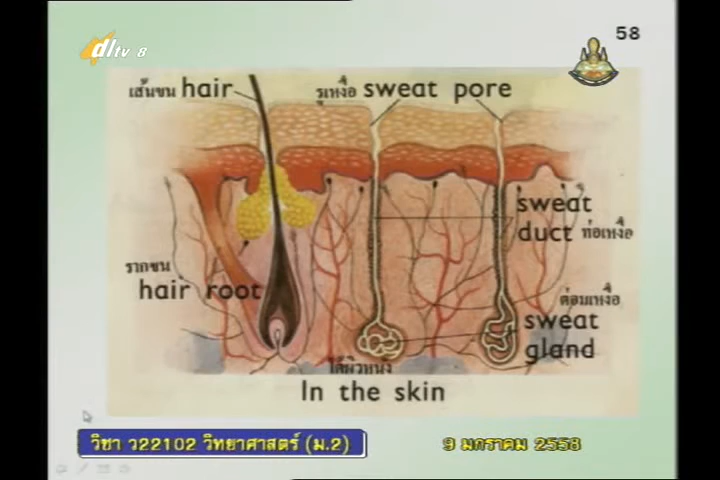 dltv 8
58
เส้นขน hair
รูเหงื่อ sweat pore
sweat
duct ท่อเหงื่อ
รากขน
hair root
ต่อมเหงื่อ
sweat
gland
ใต้ผิวหนัง
In the skin
วิชา ว22102 วิทยาศาสตร์ (ม.2)
9 มกราคม 2558